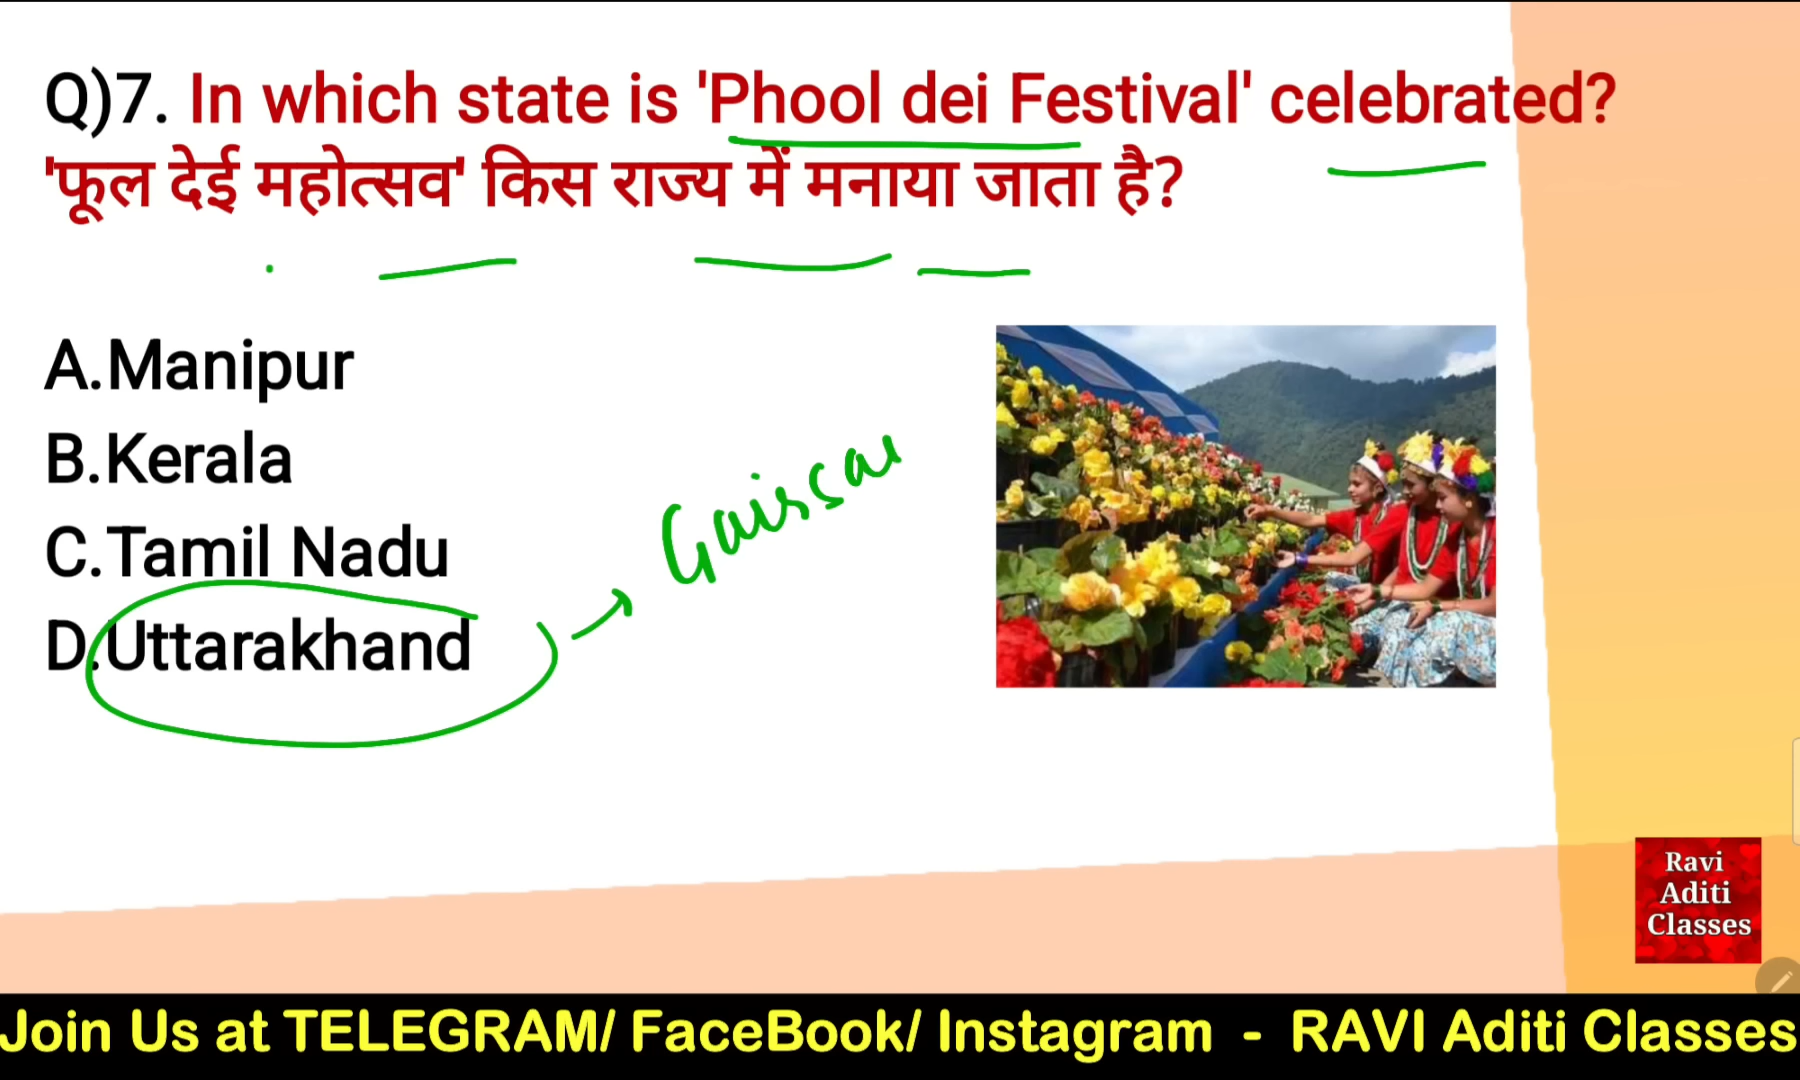 Q)7. In which state is 'Phool dei Festival' celebrated?
'फूल देई महोत्सव' किस राज्य में मनाया जाता है?
A.Manipur
B.Kerala
C.Tamil Nadu
D.Uttarakhand
Ravi
Aditi
Classes
Join Us at TELEGRAM/ FaceBook/ Instagram - RAVI Aditi Classes